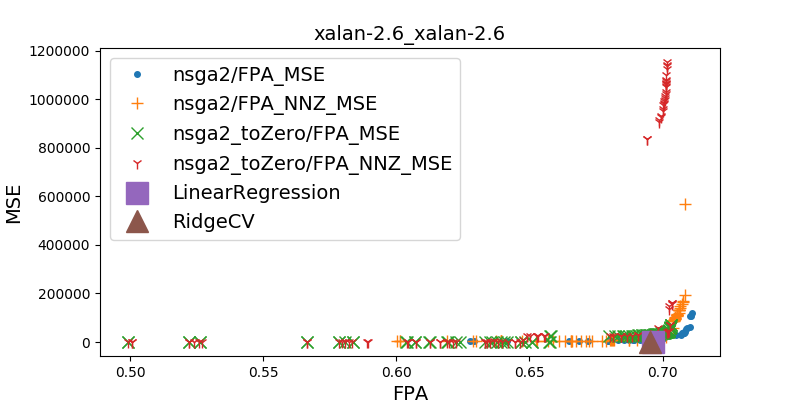 xalan-2.6_xalan-2.6
1200000
1000000
800000
600000
400000
200000
0
MSE
nsga2/FPA_MSE
nsga2/FPA_NNZ_MSE
nsga2_toZero/FPA_MSE
nsga2_toZero/FPA_NNZ_MSE
LinearRegression
RidgeCV
0.50 0.55 0.60 0.65 0.70
FPA